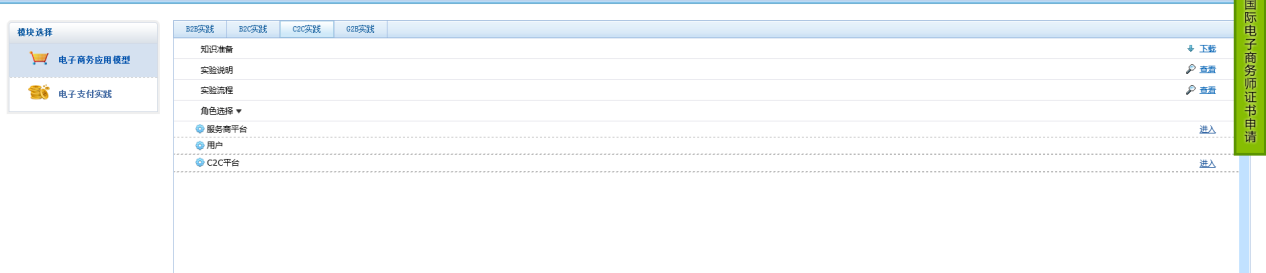 模块选择
电子商务应用模型
电子支付实践
B2B实践 B2C实践 C2C实践 G2B实践
知识准备 下载
实验说明 查看
实验流程 查看
角色选择
服务商平台 进入
用户
C2C平台 进入
国际电子商务师证书申请